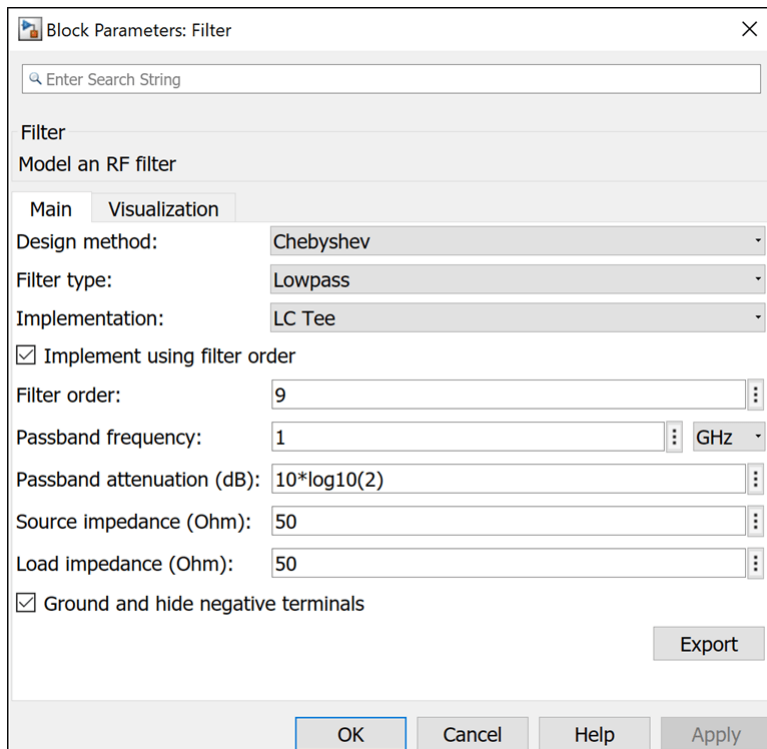 Block Parameters: Filter
Enter Search String
Filter
Model an RF filter
Main Visualization
Design method: Chebyshev
Filter type: Lowpass
Implementation: LC Tee
Implement using filter order
Filter order: 9
Passband frequency: 1 GHz
Passband attenuation (dB): 10*log10(2)
Source impedance (Ohm): 50
Load impedance (Ohm): 50
Ground and hide negative terminals
Export
OK Cancel Help Apply